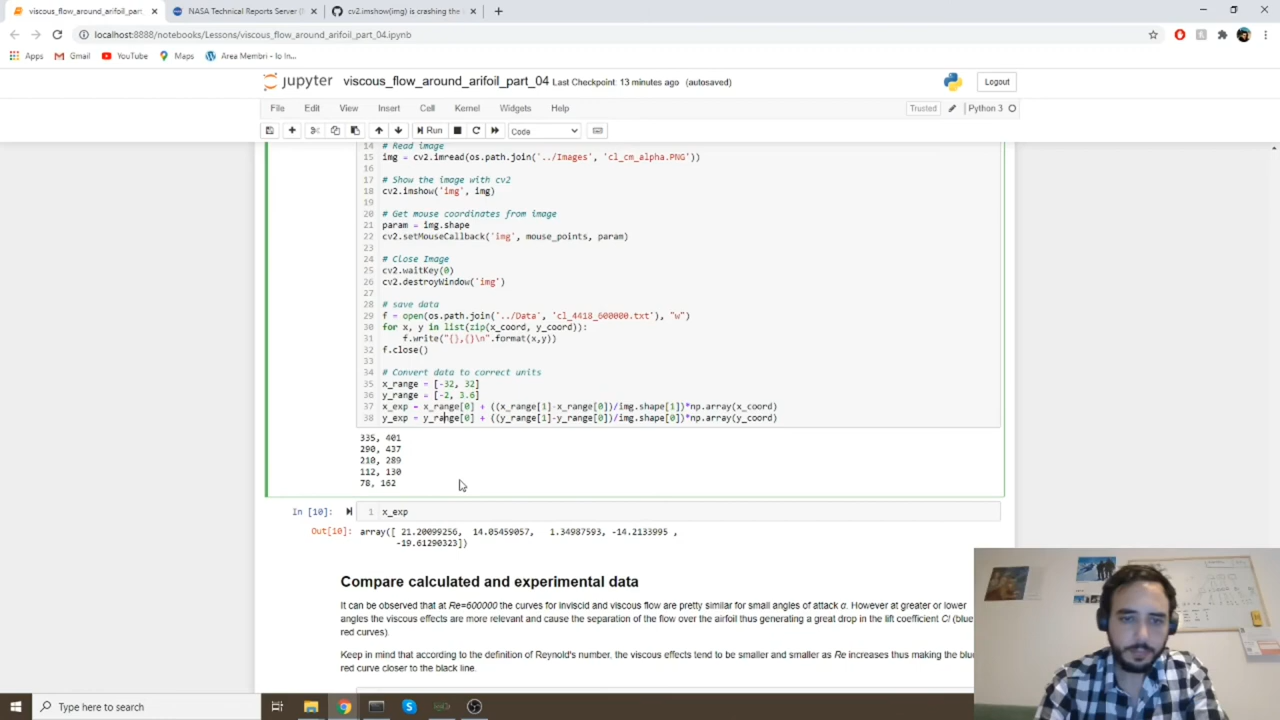 viscous_flow_around_arifoil_part_04
NASA Technical Reports Server (
cv2.imshow(img) is crashing the
localhost:8888/notebooks/Lessons/viscous_flow_around_arifoil_part_04.ipynb
Apps
Gmail
YouTube
Maps
Area Membri - Io In...
jupyter
viscous_flow_around_arifoil_part_04
Last Checkpoint: 13 minutes ago (autosaved)
Logout
File
Edit
View
Insert
Cell
Kernel
Widgets
Help
Trusted
Python 3
Run
Code
14 # Read image
15 img = cv2.imread(os.path.join('../Images', 'cl_cm_alpha.PNG'))
16
17 # Show the image with cv2
18 cv2.imshow('img', img)
19
20 # Get mouse coordinates from image
21 param = img.shape
22 cv2.setMouseCallback('img', mouse_points, param)
23
24 # Close Image
25 cv2.waitKey(0)
26 cv2.destroyWindow('img')
27
28 # save data
29 f = open(os.path.join('../Data', 'cl_4418_600000.txt'), "w")
30 for x, y in list(zip(x_coord, y_coord)):
31 f.write("{},{}\n".format(x,y))
32 f.close()
33
34 # Convert data to correct units
35 x_range = [-32, 32]
36 y_range = [-2, 3.6]
37 x_exp = x_range[0] + ((x_range[1]-x_range[0])/img.shape[1])*np.array(x_coord)
38 y_exp = y_range[0] + ((y_range[1]-y_range[0])/img.shape[0])*np.array(y_coord)
335, 401
290, 437
210, 289
112, 130
78, 162
In [10]:
1 x_exp
Out[10]:
array([ 21.20099256, 14.05459057, 1.34987593, -14.2133995 ,
-19.61290323])
Compare calculated and experimental data
It can be observed that at Re=600000 the curves for inviscid and viscous flow are pretty similar for small angles of attack α. However at greater or lower
angles the viscous effects are more relevant and cause the separation of the flow over the airfoil thus generating a great drop in the lift coefficient Cl (blue
red curves).
Keep in mind that according to the definition of Reynold's number, the viscous effects tend to be smaller and smaller as Re increases thus making the blue
red curve closer to the black line.
Type here to search